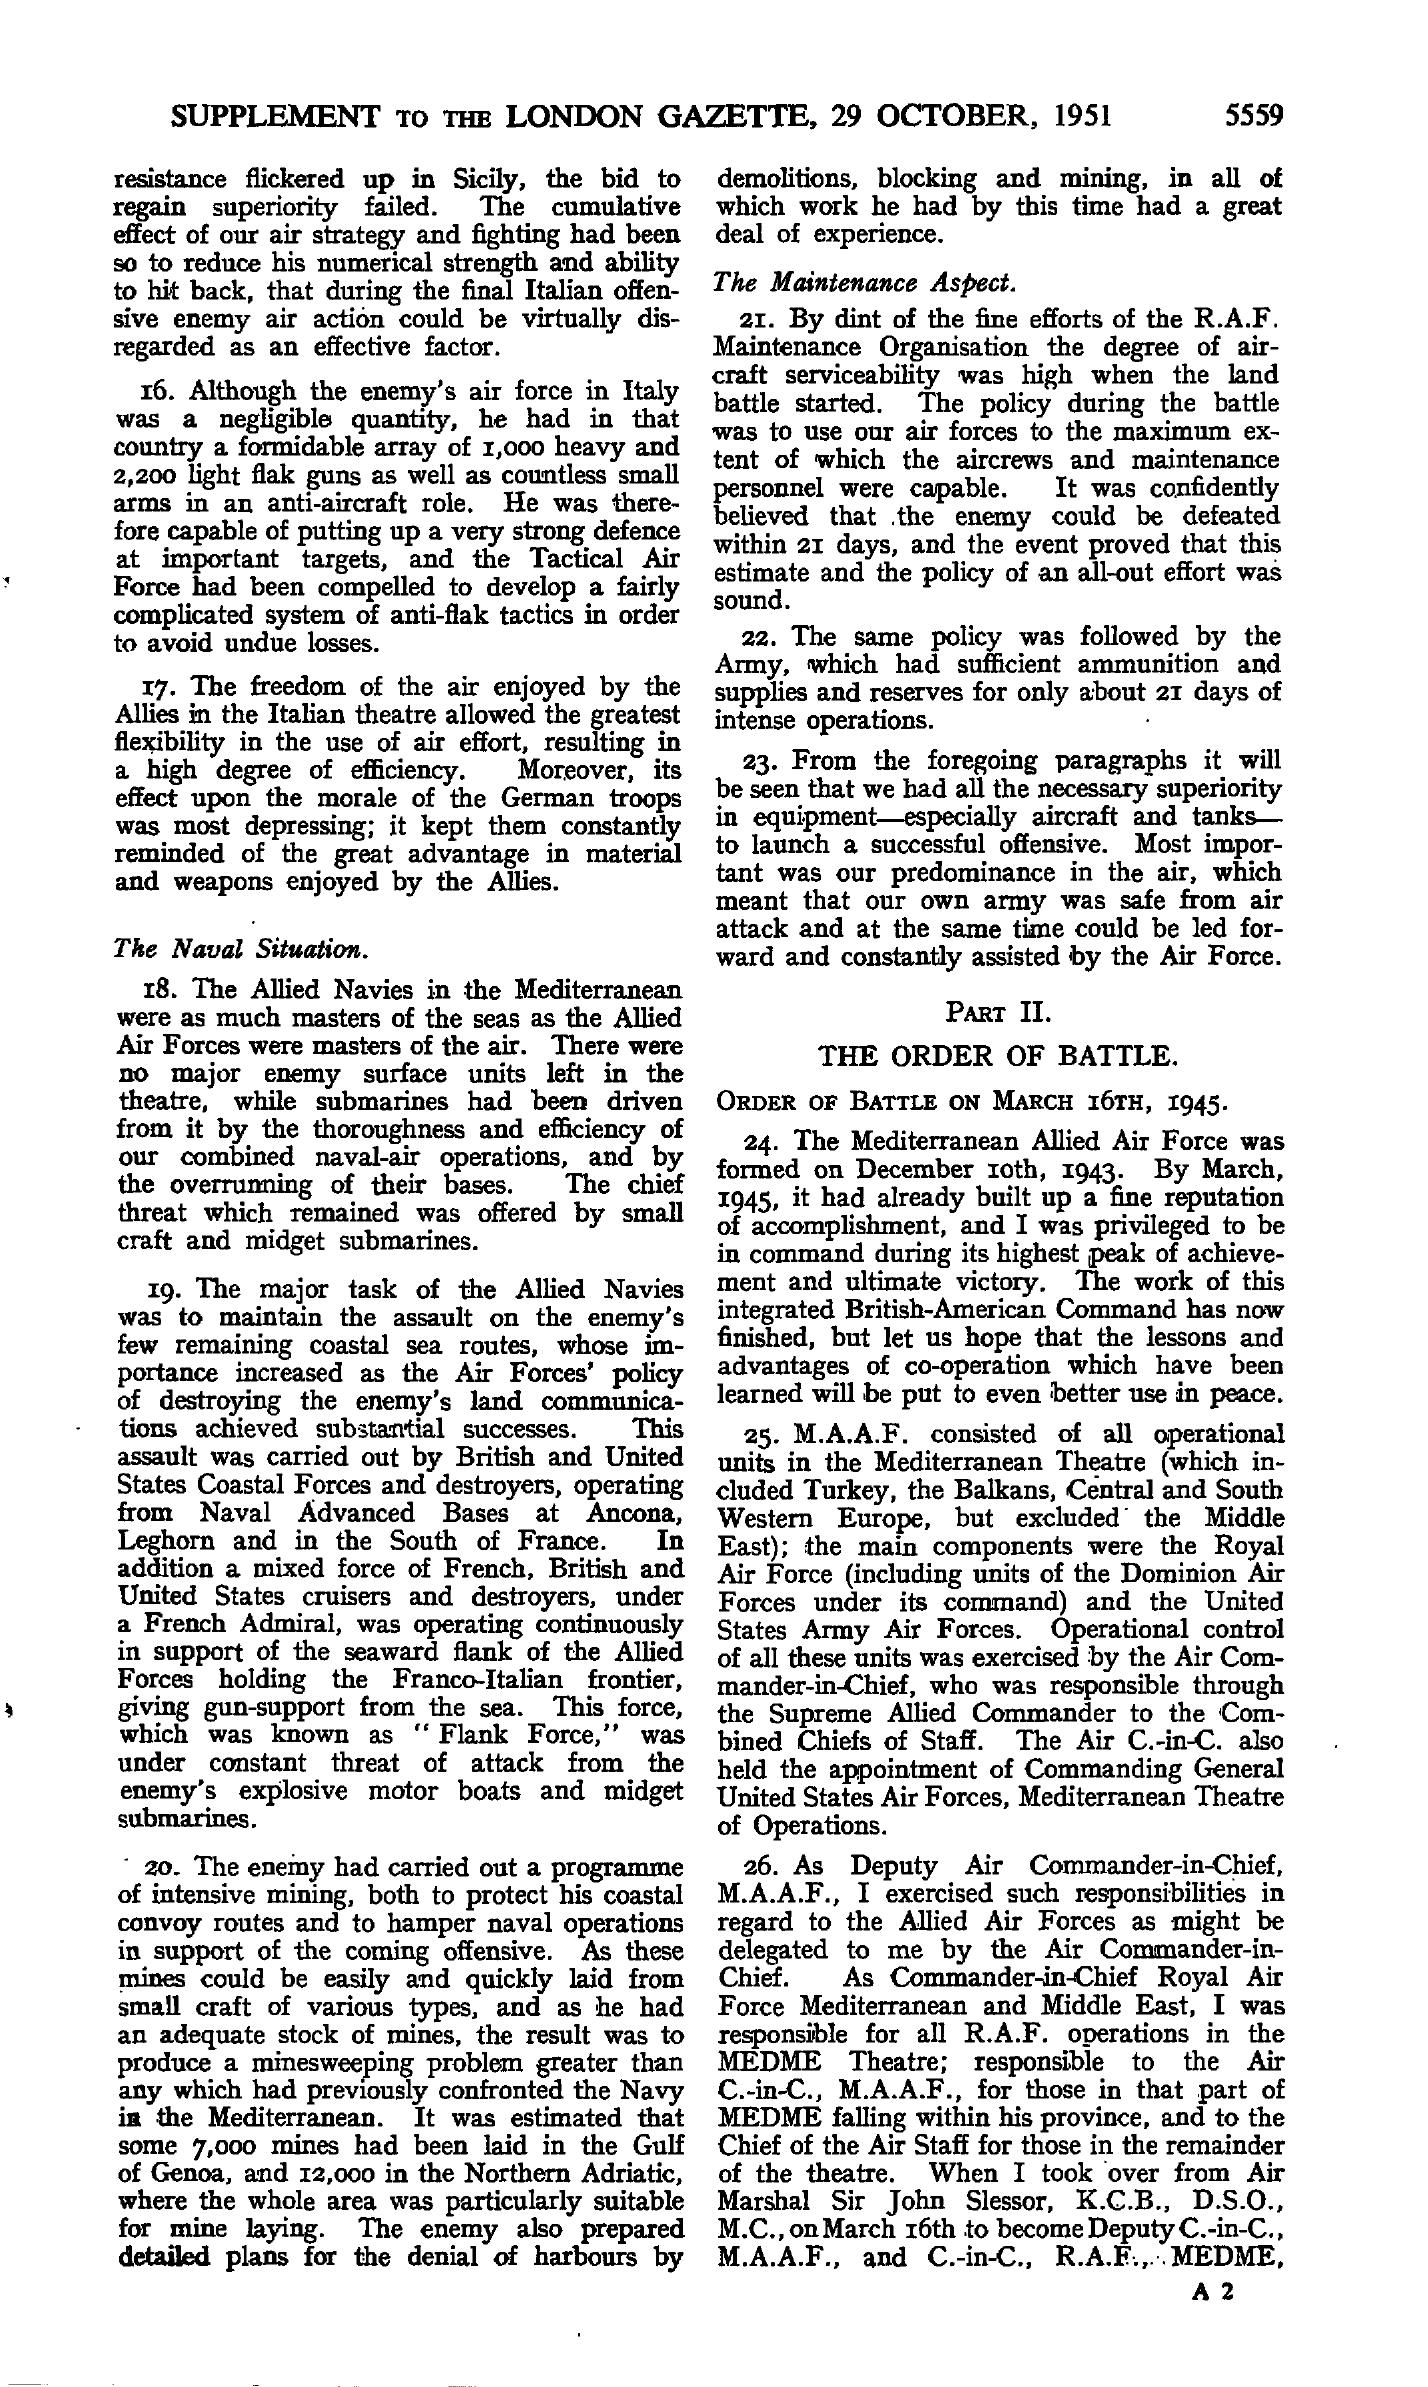 SUPPLEMENT TO THE LONDON GAZETTE, 29 OCTOBER, 1951 5559
resistance flickered up in Sicily, the bid to
regain superiority failed. The cumulative
effect of our air strategy and fighting had been
so to reduce his numerical strength and ability
to hit back, that during the final Italian offen-
sive enemy air action could be virtually dis-
regarded as an effective factor.
16. Although the enemy's air force in Italy
was a negligible quantity, he had in that
country a formidable array of 1,000 heavy and
2,200 light flak guns as well as countless small
arms in an anti-aircraft role. He was there-
fore capable of putting up a very strong defence
at important targets, and the Tactical Air
Force had been compelled to develop a fairly
complicated system of anti-flak tactics in order
to avoid undue losses.
17. The freedom of the air enjoyed by the
Allies in the Italian theatre allowed the greatest
flexibility in the use of air effort, resulting in
a high degree of efficiency. Moreover, its
effect upon the morale of the German troops
was most depressing; it kept them constantly
reminded of the great advantage in material
and weapons enjoyed by the Allies.
The Naval Situation.
18. The Allied Navies in the Mediterranean
were as much masters of the seas as the Allied
Air Forces were masters of the air. There were
no major enemy surface units left in the
theatre, while submarines had been driven
from it by the thoroughness and efficiency of
our combined naval-air operations, and by
the overrunning of their bases. The chief
threat which remained was offered by small
craft and midget submarines.
19. The major task of the Allied Navies
was to maintain the assault on the enemy's
few remaining coastal sea routes, whose im-
portance increased as the Air Forces' policy
of destroying the enemy's land communica-
tions achieved substantial successes. This
assault was carried out by British and United
States Coastal Forces and destroyers, operating
from Naval Advanced Bases at Ancona,
Leghorn and in the South of France. In
addition a mixed force of French, British and
United States cruisers and destroyers, under
a French Admiral, was operating continuously
in support of the seaward flank of the Allied
Forces holding the Franco-Italian frontier,
giving gun-support from the sea. This force,
which was known as "Flank Force," was
under constant threat of attack from the
enemy's explosive motor boats and midget
submarines.
20. The enemy had carried out a programme
of intensive mining, both to protect his coastal
convoy routes and to hamper naval operations
in support of the coming offensive. As these
mines could be easily and quickly laid from
small craft of various types, and as he had
an adequate stock of mines, the result was to
produce a minesweeping problem greater than
any which had previously confronted the Navy
in the Mediterranean. It was estimated that
some 7,000 mines had been laid in the Gulf
of Genoa, and 12,000 in the Northern Adriatic,
where the whole area was particularly suitable
for mine laying. The enemy also prepared
detailed plans for the denial of harbours by
demolitions, blocking and mining, in all of
which work he had by this time had a great
deal of experience.
The Maintenance Aspect.
21. By dint of the fine efforts of the R.A.F.
Maintenance Organisation the degree of air-
craft serviceability was high when the land
battle started. The policy during the battle
was to use our air forces to the maximum ex-
tent of which the aircrews and maintenance
personnel were capable. It was confidently
believed that the enemy could be defeated
within 21 days, and the event proved that this
estimate and the policy of an all-out effort was
sound.
22. The same policy was followed by the
Army, which had sufficient ammunition and
supplies and reserves for only about 21 days of
intense operations.
23. From the foregoing paragraphs it will
be seen that we had all the necessary superiority
in equipment—especially aircraft and tanks—
to launch a successful offensive. Most impor-
tant was our predominance in the air, which
meant that our own army was safe from air
attack and at the same time could be led for-
ward and constantly assisted by the Air Force.
PART II.
THE ORDER OF BATTLE.
ORDER OF BATTLE ON MARCH 16TH, 1945.
24. The Mediterranean Allied Air Force was
formed on December 10th, 1943. By March,
1945, it had already built up a fine reputation
of accomplishment, and I was privileged to be
in command during its highest peak of achieve-
ment and ultimate victory. The work of this
integrated British-American Command has now
finished, but let us hope that the lessons and
advantages of co-operation which have been
learned will be put to even better use in peace.
25. M.A.A.F. consisted of all operational
units in the Mediterranean Theatre (which in-
cluded Turkey, the Balkans, Central and South
Western Europe, but excluded the Middle
East); the main components were the Royal
Air Force (including units of the Dominion Air
Forces under its command) and the United
States Army Air Forces. Operational control
of all these units was exercised by the Air Com-
mander-in-Chief, who was responsible through
the Supreme Allied Commander to the Com-
bined Chiefs of Staff. The Air C.-in-C. also
held the appointment of Commanding General
United States Air Forces, Mediterranean Theatre
of Operations.
26. As Deputy Air Commander-in-Chief,
M.A.A.F., I exercised such responsibilities in
regard to the Allied Air Forces as might be
delegated to me by the Air Commander-in-
Chief. As Commander-in-Chief Royal Air
Force Mediterranean and Middle East, I was
responsible for all R.A.F. operations in the
MEDME Theatre; responsible to the Air
C.-in-C., M.A.A.F., for those in that part of
MEDME falling within his province, and to the
Chief of the Air Staff for those in the remainder
of the theatre. When I took over from Air
Marshal Sir John Slessor, K.C.B., D.S.O.,
M.C., on March 16th to become Deputy C.-in-C.,
M.A.A.F., and C.-in-C., R.A.F., MEDME,
A 2